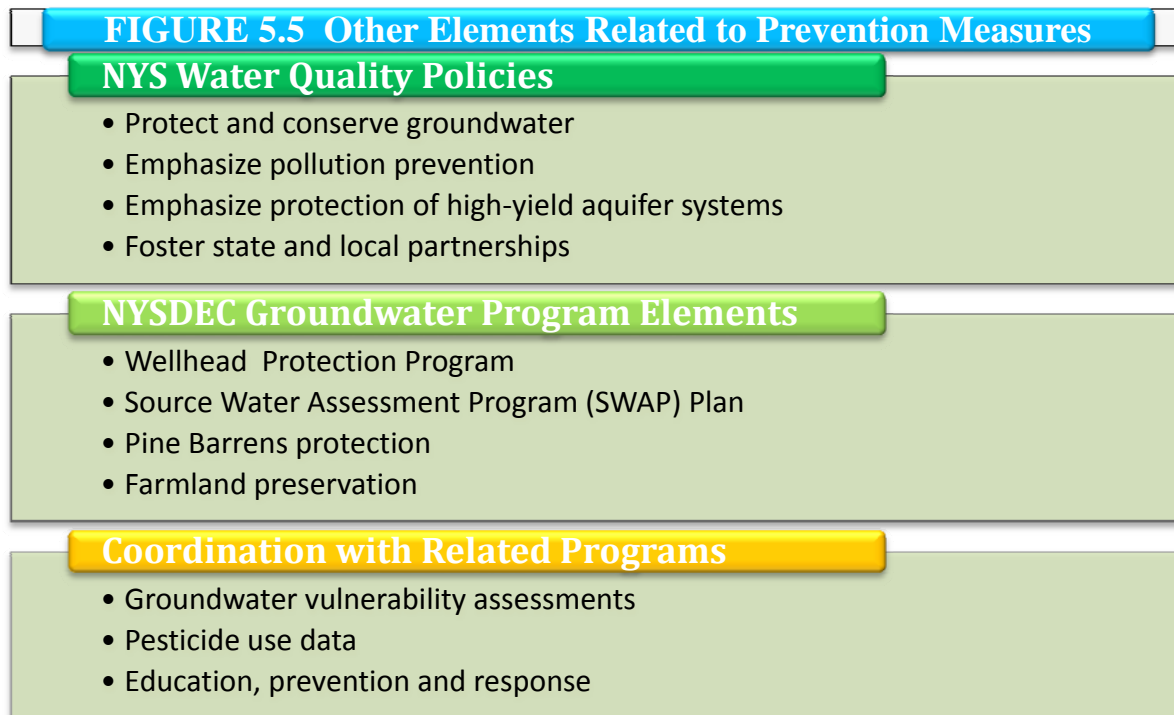 FIGURE 5.5  Other Elements Related to Prevention Measures
NYS Water Quality Policies
• Protect and conserve groundwater
• Emphasize pollution prevention
• Emphasize protection of high-yield aquifer systems
• Foster state and local partnerships
NYSDEC Groundwater Program Elements
• Wellhead  Protection Program
• Source Water Assessment Program (SWAP) Plan
• Pine Barrens protection
• Farmland preservation
Coordination with Related Programs
• Groundwater vulnerability assessments
• Pesticide use data
• Education, prevention and response